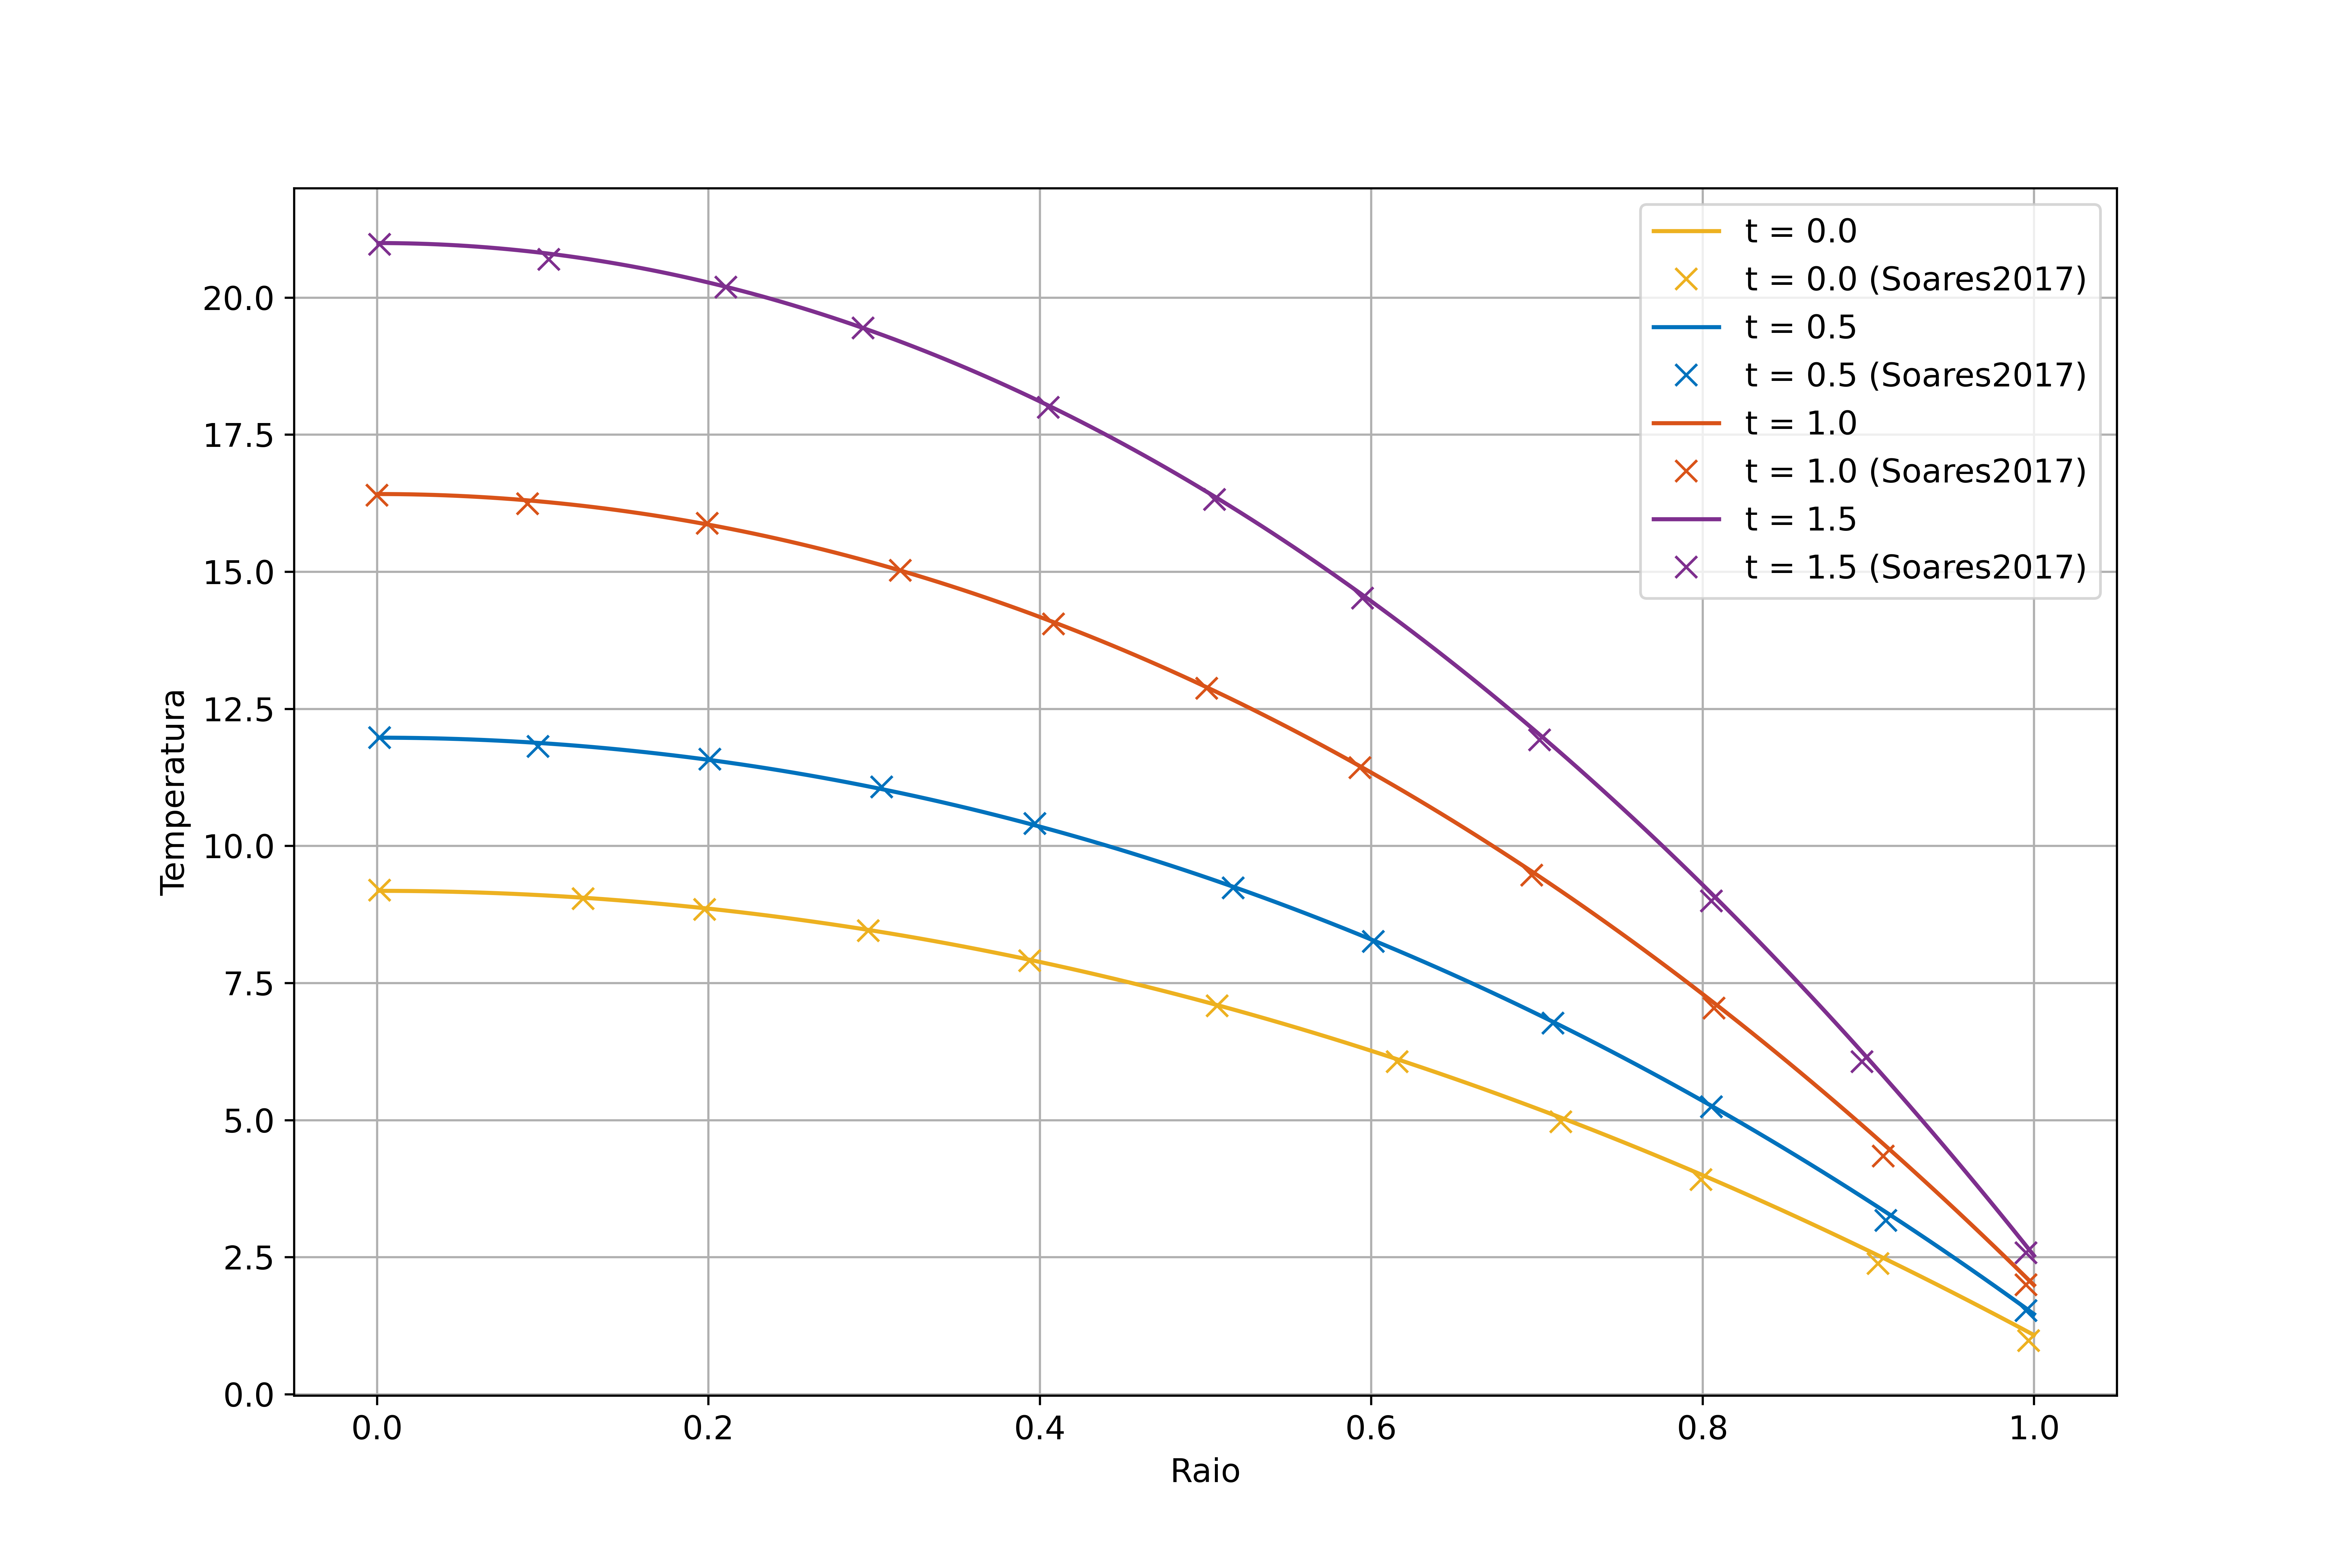 t = 0.0
t = 0.0 (Soares2017)
t = 0.5
t = 0.5 (Soares2017)
t = 1.0
t = 1.0 (Soares2017)
t = 1.5
t = 1.5 (Soares2017)
20.0
17.5
15.0
12.5
10.0
7.5
5.0
2.5
0.0
Temperatura
0.0 0.2 0.4 0.6 0.8 1.0
Raio